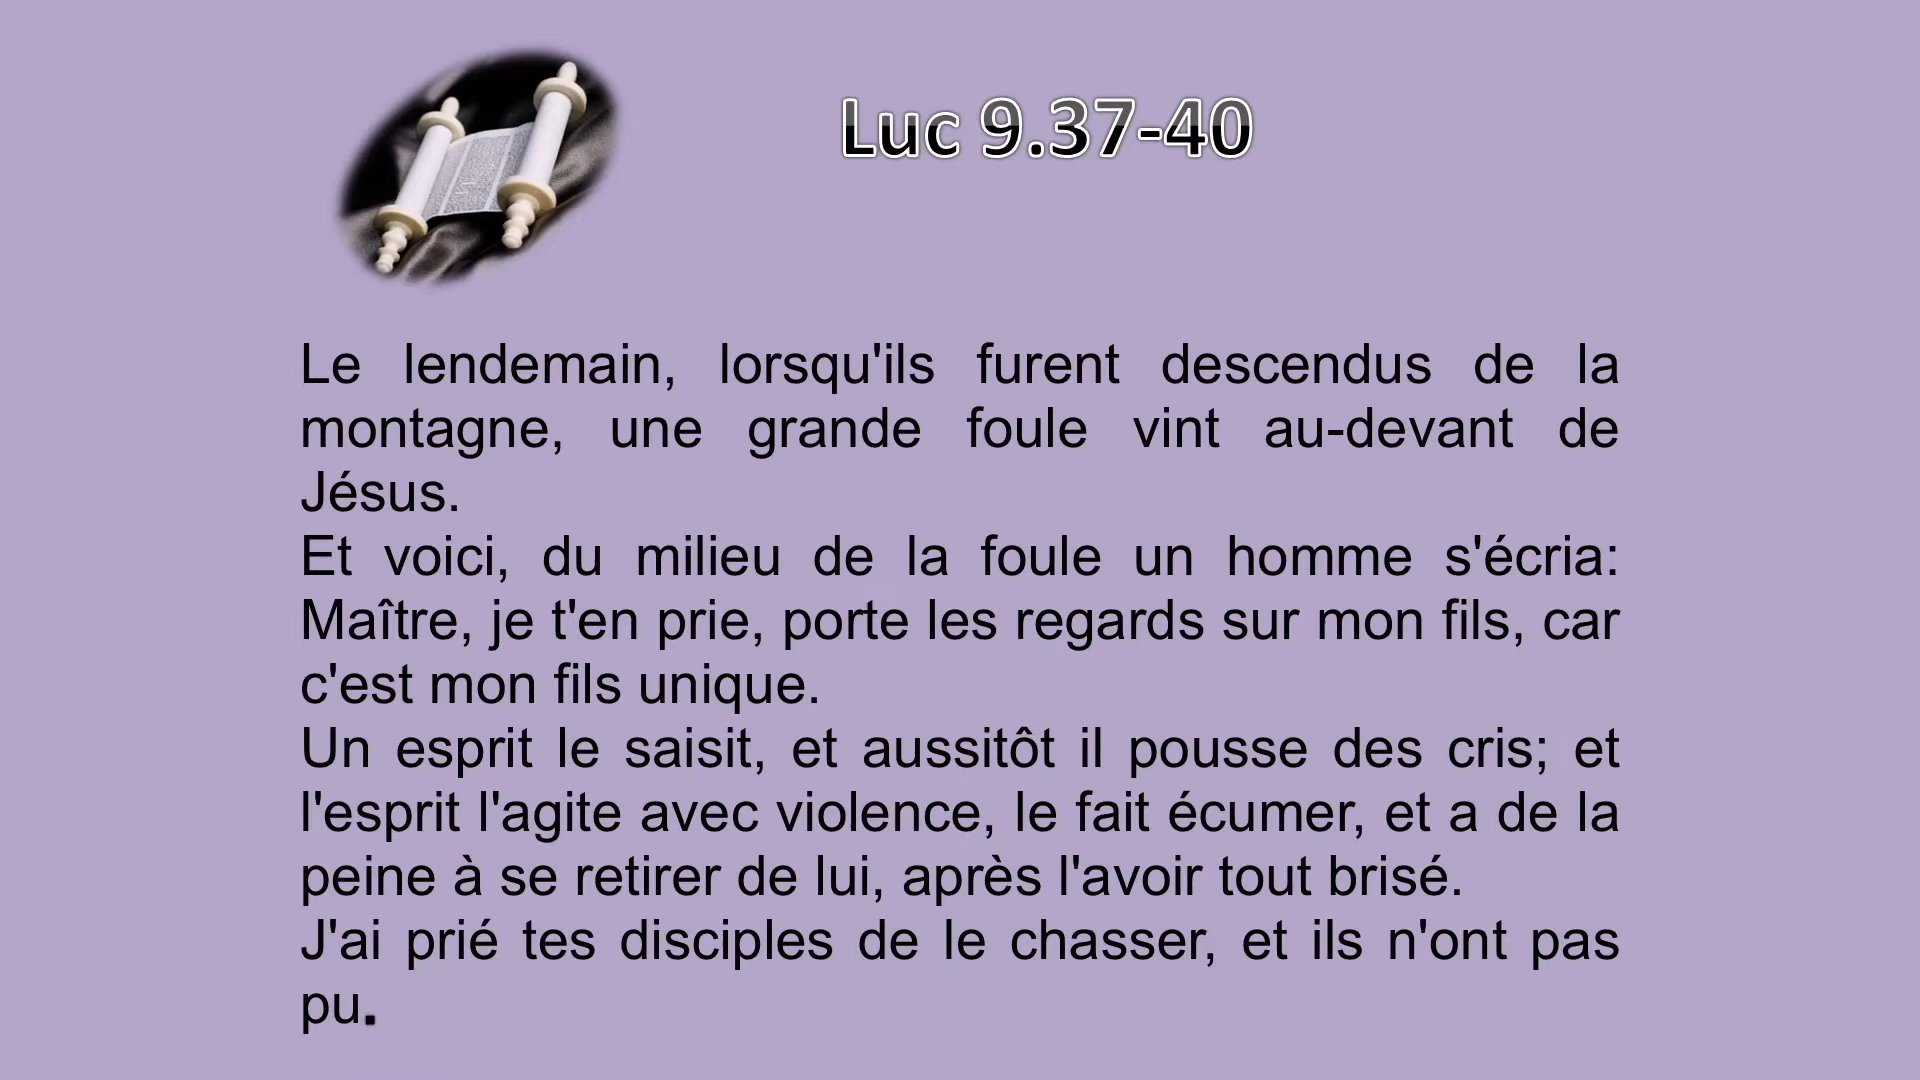 Luc 9.37-40
Le lendemain, lorsqu'ils furent descendus de la
montagne, une grande foule vint au-devant de
Jésus.
Et voici, du milieu de la foule un homme s'écria:
Maître, je t'en prie, porte les regards sur mon fils, car
c'est mon fils unique.
Un esprit le saisit, et aussitôt il pousse des cris; et
l'esprit l'agite avec violence, le fait écumer, et a de la
peine à se retirer de lui, après l'avoir tout brisé.
J'ai prié tes disciples de le chasser, et ils n'ont pas
pu.